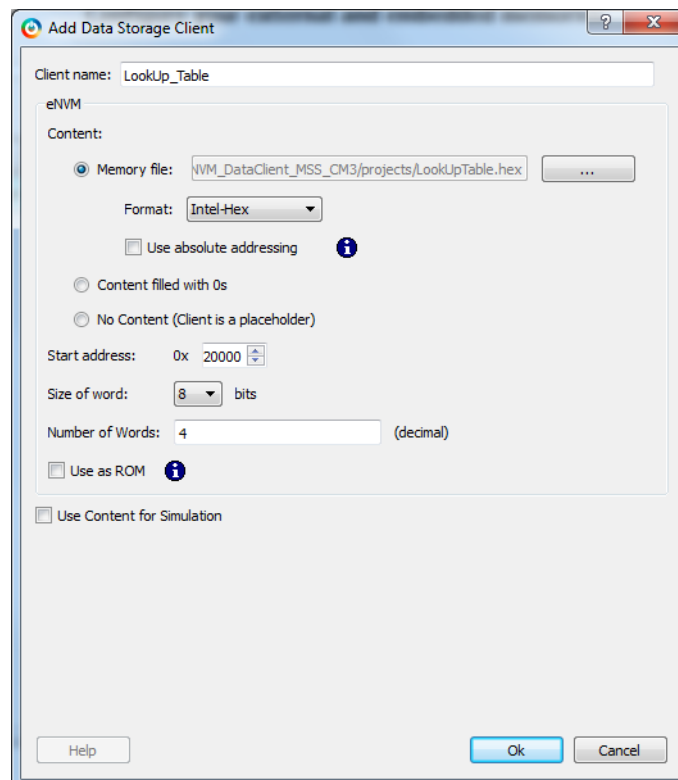 Add Data Storage Client
Client name: LookUp_Table
eNVM
Content:
Memory file: NVM_DataClient_MSS_CM3/projects/LookUpTable.hex ...
Format: Intel-Hex
Use absolute addressing
Content filled with 0s
No Content (Client is a placeholder)
Start address: 0x 20000
Size of word: 8 bits
Number of Words: 4 (decimal)
Use as ROM
Use Content for Simulation
Help Ok Cancel